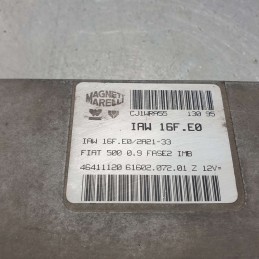 MAGNETI
MARELLI
CJ1WRA55 130 95
IAW 16F.E0
IAW 16F.E0/2A21-33
FIAT 500 0.9 FASE2 IMB
46411120 61602.072.01 Z 12V=